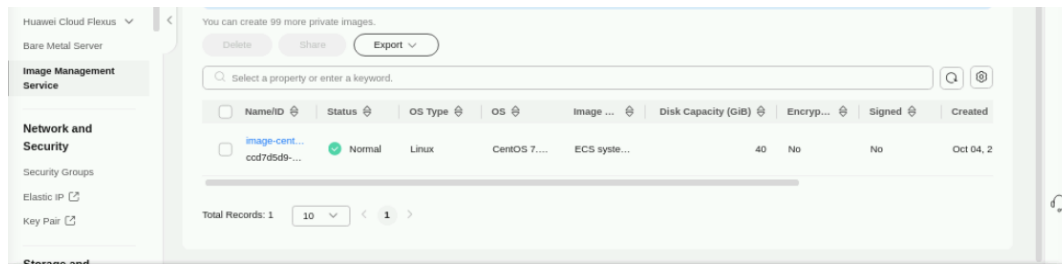 Huawei Cloud Flexus
Bare Metal Server
Image Management
Service
Network and
Security
Security Groups
Elastic IP
Key Pair
Storage and
You can create 99 more private images.
Delete Share Export
Select a property or enter a keyword.
Name/ID Status OS Type OS Image ... Disk Capacity (GiB) Encryp... Signed Created
image-cent... Normal Linux CentOS 7.... ECS syste... 40 No No Oct 04, 2
ccd7d5d9-...
Total Records: 1 10 1